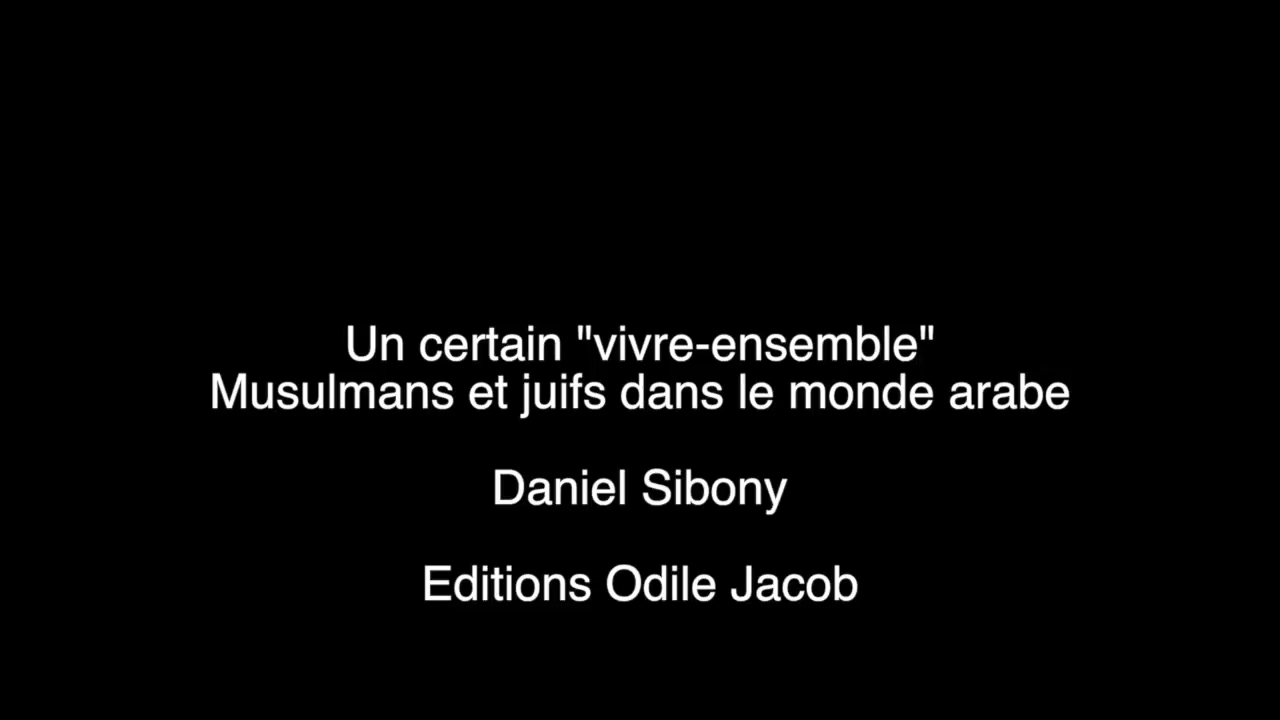 Un certain "vivre-ensemble"
Musulmans et juifs dans le monde arabe
Daniel Sibony
Editions Odile Jacob